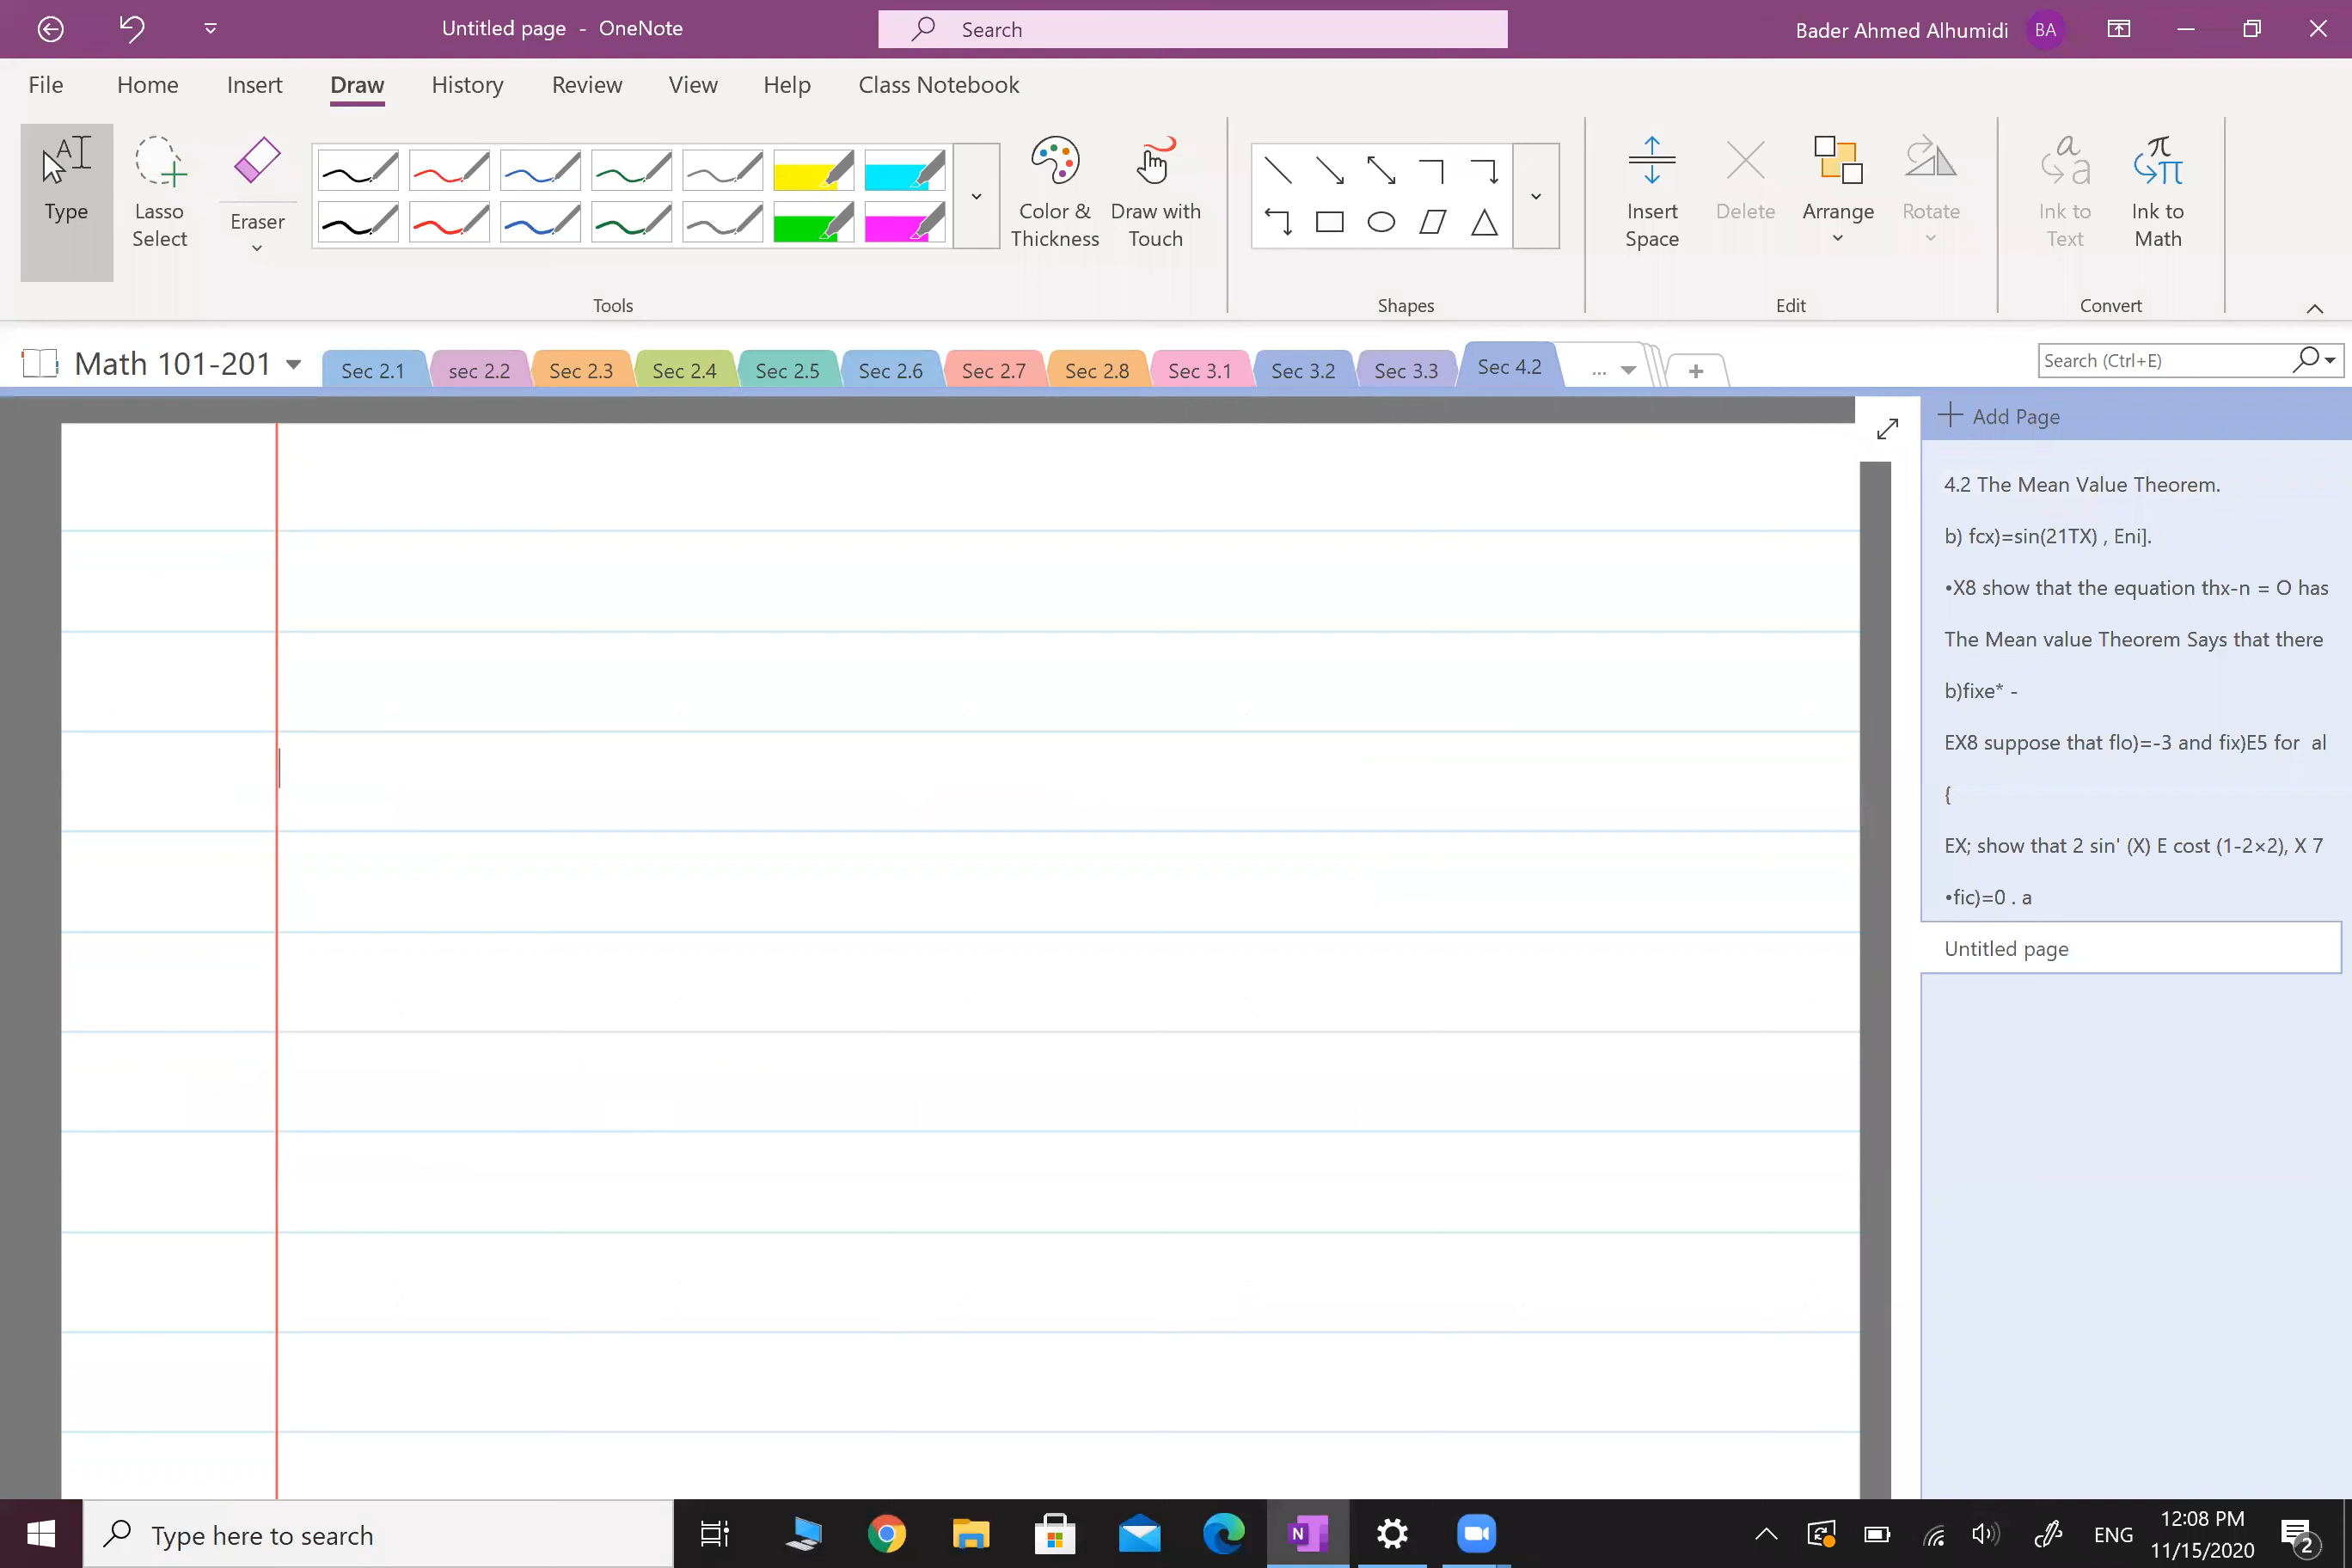 Untitled page - OneNote
Search
Bader Ahmed Alhumidi BA
File Home Insert Draw History Review View Help Class Notebook
Type
Lasso Select
Eraser
Color & Thickness
Draw with Touch
Insert Space
Delete
Arrange
Rotate
Ink to Text
Ink to Math
Tools Shapes Edit Convert
Math 101-201
Sec 2.1 sec 2.2 Sec 2.3 Sec 2.4 Sec 2.5 Sec 2.6 Sec 2.7 Sec 2.8 Sec 3.1 Sec 3.2 Sec 3.3 Sec 4.2 ... +
Search (Ctrl+E)
Add Page
4.2 The Mean Value Theorem.
b) fcx)=sin(21TX) , Eni].
•X8 show that the equation thx-n = O has
The Mean value Theorem Says that there
b)fixe* -
EX8 suppose that flo)=-3 and fix)E5 for al
{
EX; show that 2 sin' (X) E cost (1-2×2), X 7
•fic)=0 . a
Untitled page
Type here to search
ENG
12:08 PM
11/15/2020
2